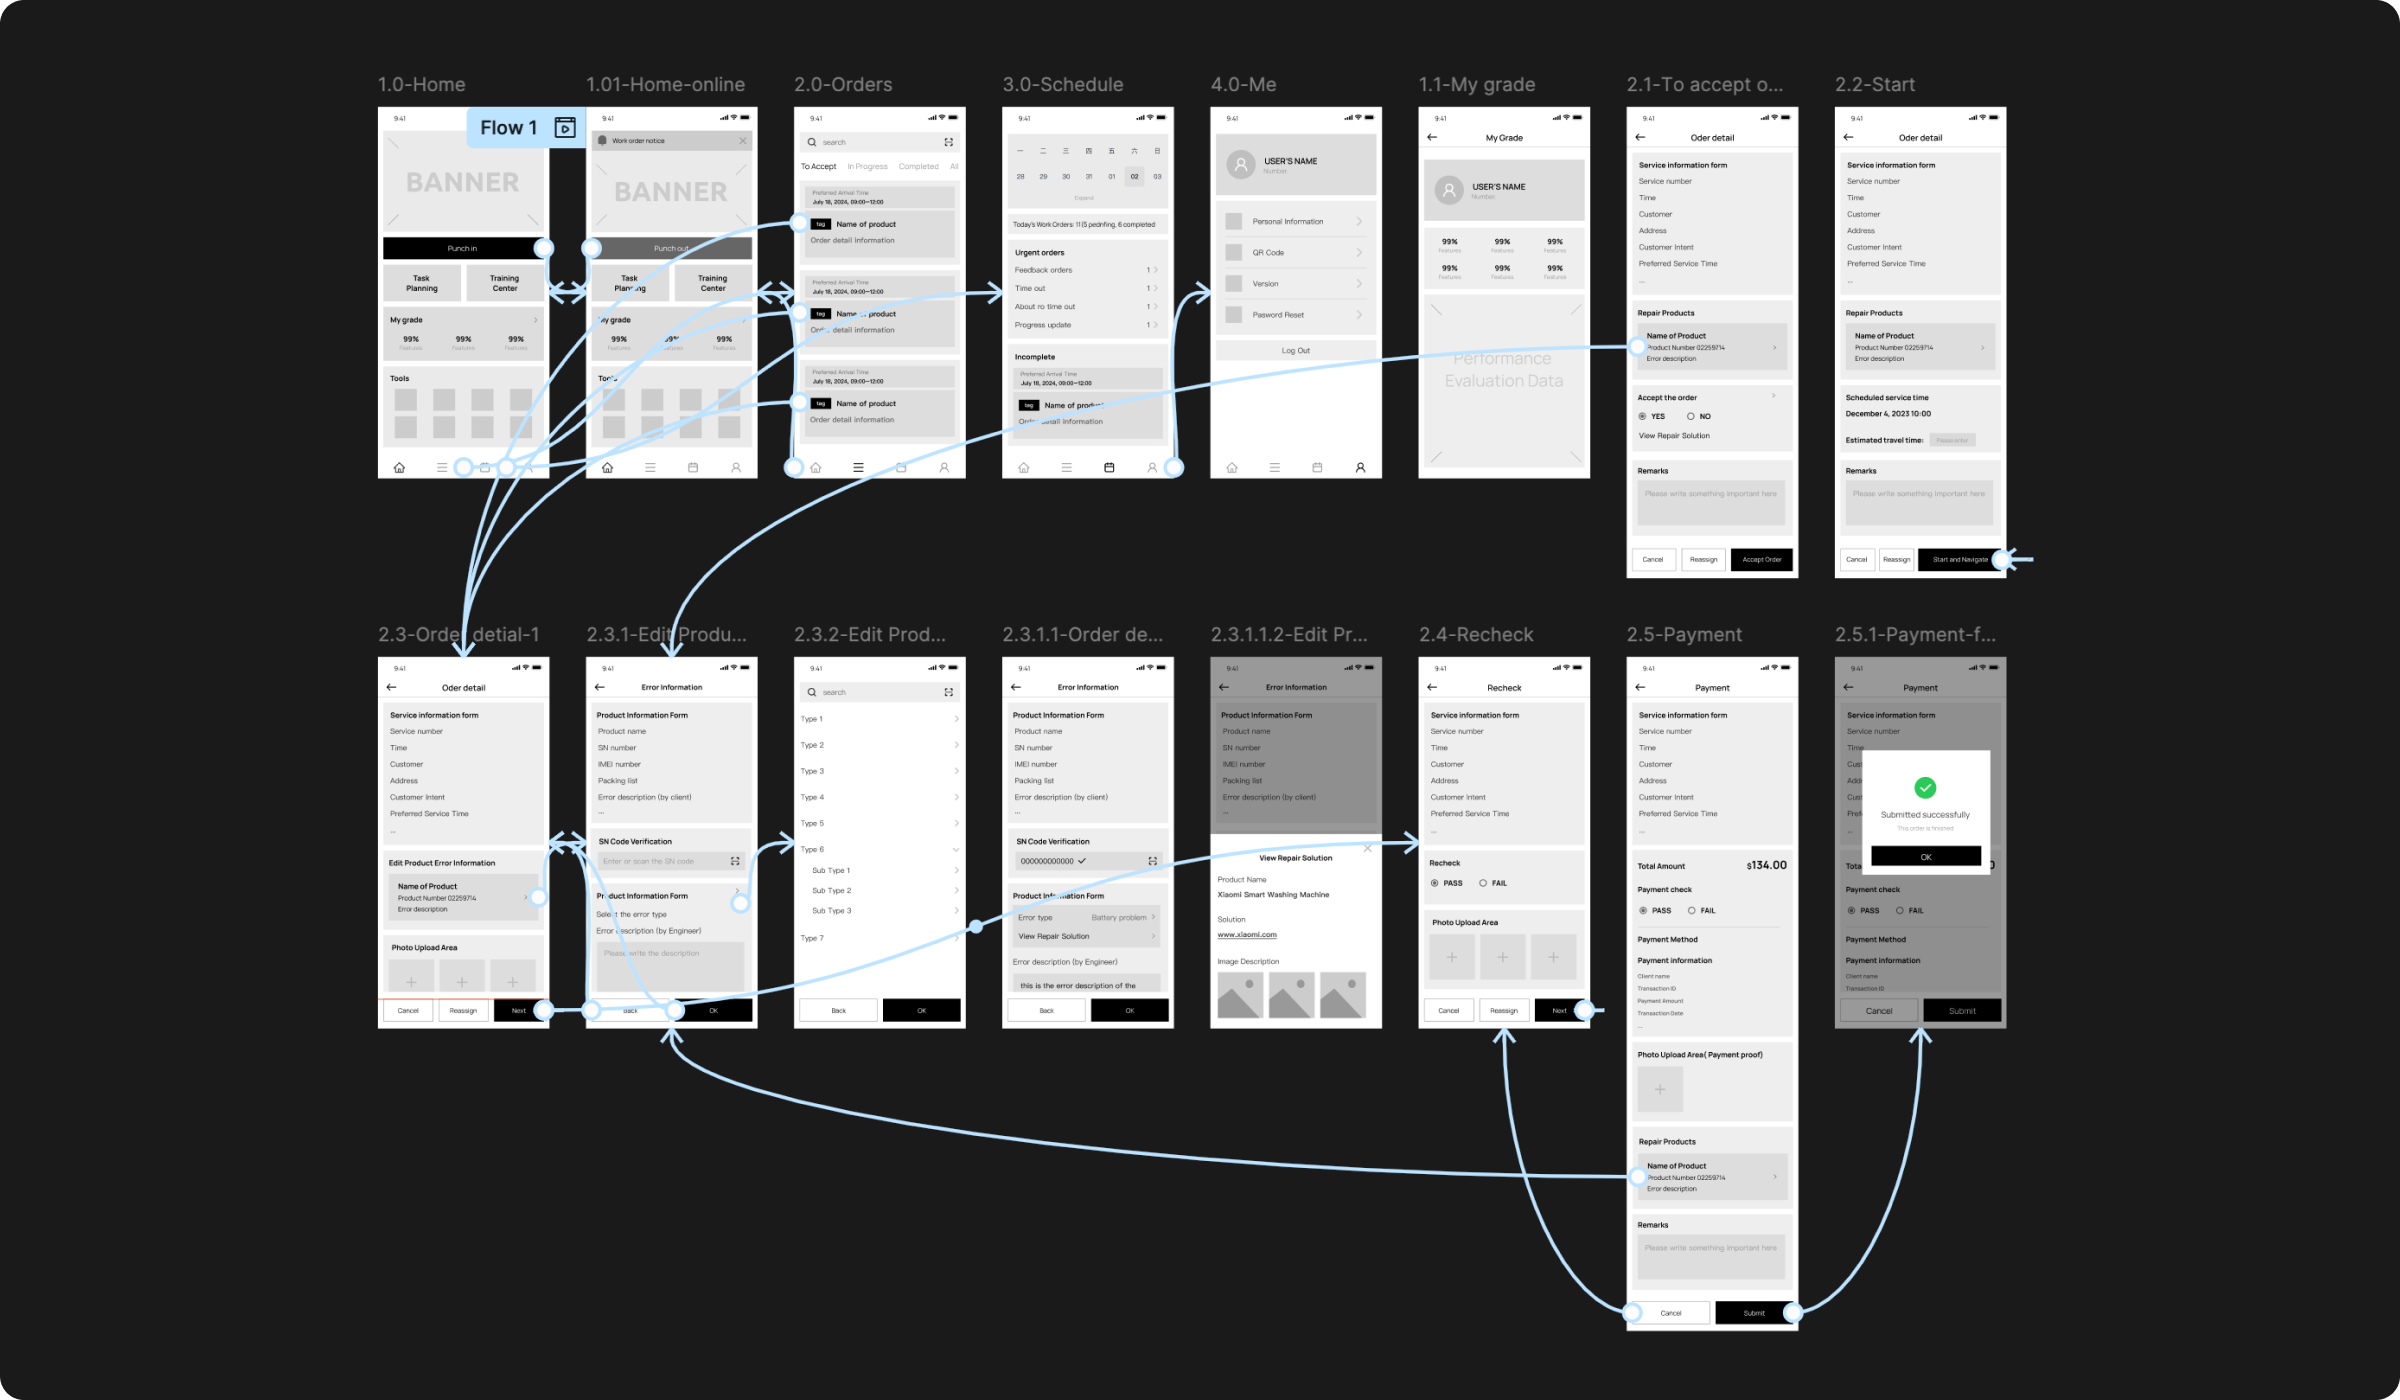 1.0-Home
Flow 1
9:41
BANNER
Punch in
Task
Planning
Training
Center
My grade
99%
99%
99%
Features
Features
Features
Tools
1.01-Home-online
9:41
Work order notice
BANNER
Punch out
Task
Planning
Training
Center
My grade
99%
99%
99%
Features
Features
Features
Tools
2.0-Orders
9:41
search
To Accept
In Progress
Completed
All
Preferred Arrival Time
July 18, 2024, 09:00–12:00
tag
Name of product
Order detail information
Preferred Arrival Time
July 18, 2024, 09:00–12:00
tag
Name of product
Order detail information
Preferred Arrival Time
July 18, 2024, 09:00–12:00
tag
Name of product
Order detail information
3.0-Schedule
9:41
一 二 三 四 五 六 日
28 29 30 31 01 02 03
Expand
Today's Work Orders: 11 (5 pednfing, 6 completed
Urgent orders
Feedback orders 1
Time out 1
About ro time out 1
Progress update 1
Incomplete
Preferred Arrival Time
July 18, 2024, 09:00–12:00
tag
Name of product
Order detail information
4.0-Me
9:41
USER'S NAME
Number
Personal Information
QR Code
Version
Pasword Reset
Log Out
1.1-My grade
9:41
My Grade
USER'S NAME
Number
99%
99%
99%
Features
Features
Features
99%
99%
99%
Features
Features
Features
Performance
Evaluation Data
2.1-To accept o...
9:41
Oder detail
Service information form
Service number
Time
Customer
Address
Customer Intent
Preferred Service Time
...
Repair Products
Name of Product
Product Number 02259714
Error description
Accept the order
YES
NO
View Repair Solution
Remarks
Please write something important here
Cancel
Reassign
Accept Order
2.2-Start
9:41
Oder detail
Service information form
Service number
Time
Customer
Address
Customer Intent
Preferred Service Time
...
Repair Products
Name of Product
Product Number 02259714
Error description
Scheduled service time
December 4, 2023 10:00
Estimated travel time:
Please enter
Remarks
Please write something important here
Cancel
Reassign
Start and Navigate
2.3-Order detial-1
9:41
Oder detail
Service information form
Service number
Time
Customer
Address
Customer Intent
Preferred Service Time
...
Edit Product Error Information
Name of Product
Product Number 02259714
Error description
Photo Upload Area
Cancel
Reassign
Next
2.3.1-Edit Produ...
9:41
Error Information
Product Information Form
Product name
SN number
IMEI number
Packing list
Error description (by client)
...
SN Code Verification
Enter or scan the SN code
Product Information Form
Select the error type
Error description (by Engineer)
Please write the description
Back
OK
2.3.2-Edit Prod...
9:41
search
Type 1
Type 2
Type 3
Type 4
Type 5
Type 6
Sub Type 1
Sub Type 2
Sub Type 3
Type 7
Back
OK
2.3.1.1-Order de...
9:41
Error Information
Product Information Form
Product name
SN number
IMEI number
Packing list
Error description (by client)
...
SN Code Verification
000000000000
Product Information Form
Error type
Battery problem
View Repair Solution
Error description (by Engineer)
this is the error description of the
Back
OK
2.3.1.1.2-Edit Pr...
9:41
Error Information
Product Information Form
Product name
SN number
IMEI number
Packing list
Error description (by client)
...
View Repair Solution
Product Name
Xiaomi Smart Washing Machine
Solution
www.xiaomi.com
Image Description
2.4-Recheck
9:41
Recheck
Service information form
Service number
Time
Customer
Address
Customer Intent
Preferred Service Time
...
Recheck
PASS
FAIL
Photo Upload Area
Cancel
Reassign
Next
2.5-Payment
9:41
Payment
Service information form
Service number
Time
Customer
Address
Customer Intent
Preferred Service Time
...
Total Amount
$134.00
Payment check
PASS
FAIL
Payment Method
Payment information
Client name
Transaction ID
Payment Amount
Transaction Date
...
Photo Upload Area( Payment proof)
Repair Products
Name of Product
Product Number 02259714
Error description
Remarks
Please write something important here
Cancel
Submit
2.5.1-Payment-f...
9:41
Payment
Service information form
Service number
Time
Submitted successfully
This order is finished
OK
Payment check
PASS
FAIL
Payment Method
Payment information
Client name
Transaction ID
Cancel
Submit